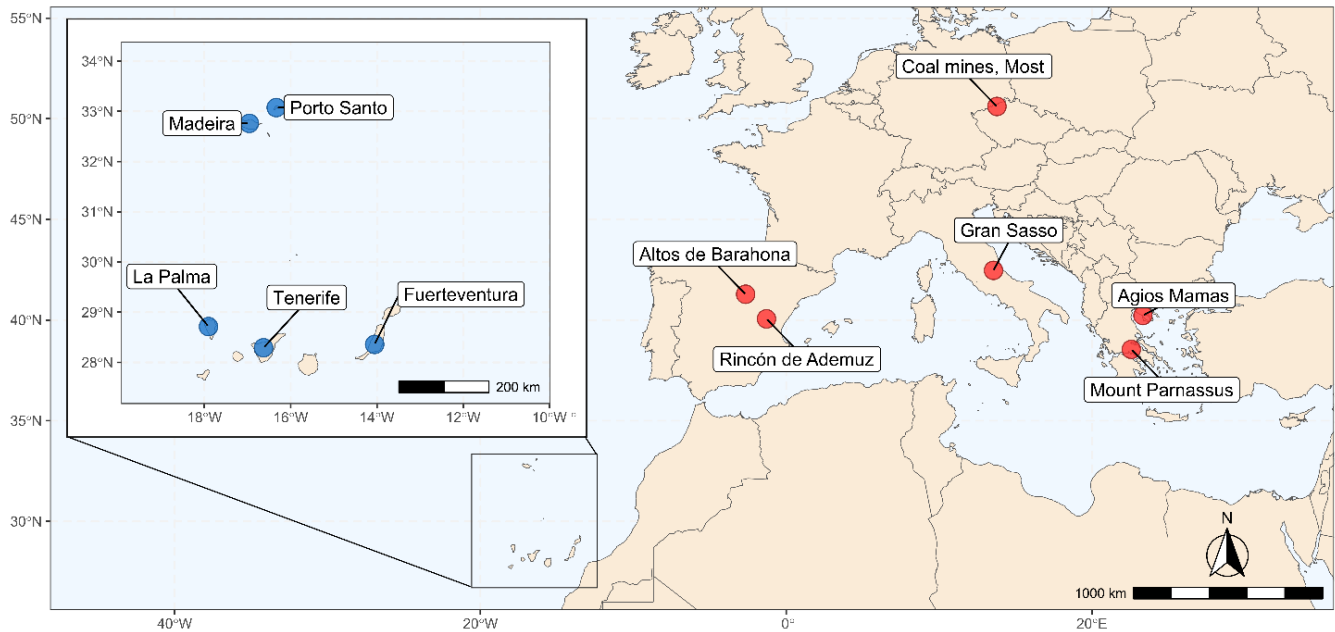 55°N
50°N
45°N
40°N
35°N
30°N
40°W
20°W
0°
20°E
34°N
33°N
32°N
31°N
30°N
29°N
28°N
18°W
16°W
14°W
12°W
10°W
Porto Santo
Madeira
La Palma
Tenerife
Fuerteventura
200 km
Coal mines, Most
Gran Sasso
Altos de Barahona
Rincón de Ademuz
Agios Mamas
Mount Parnassus
N
1000 km